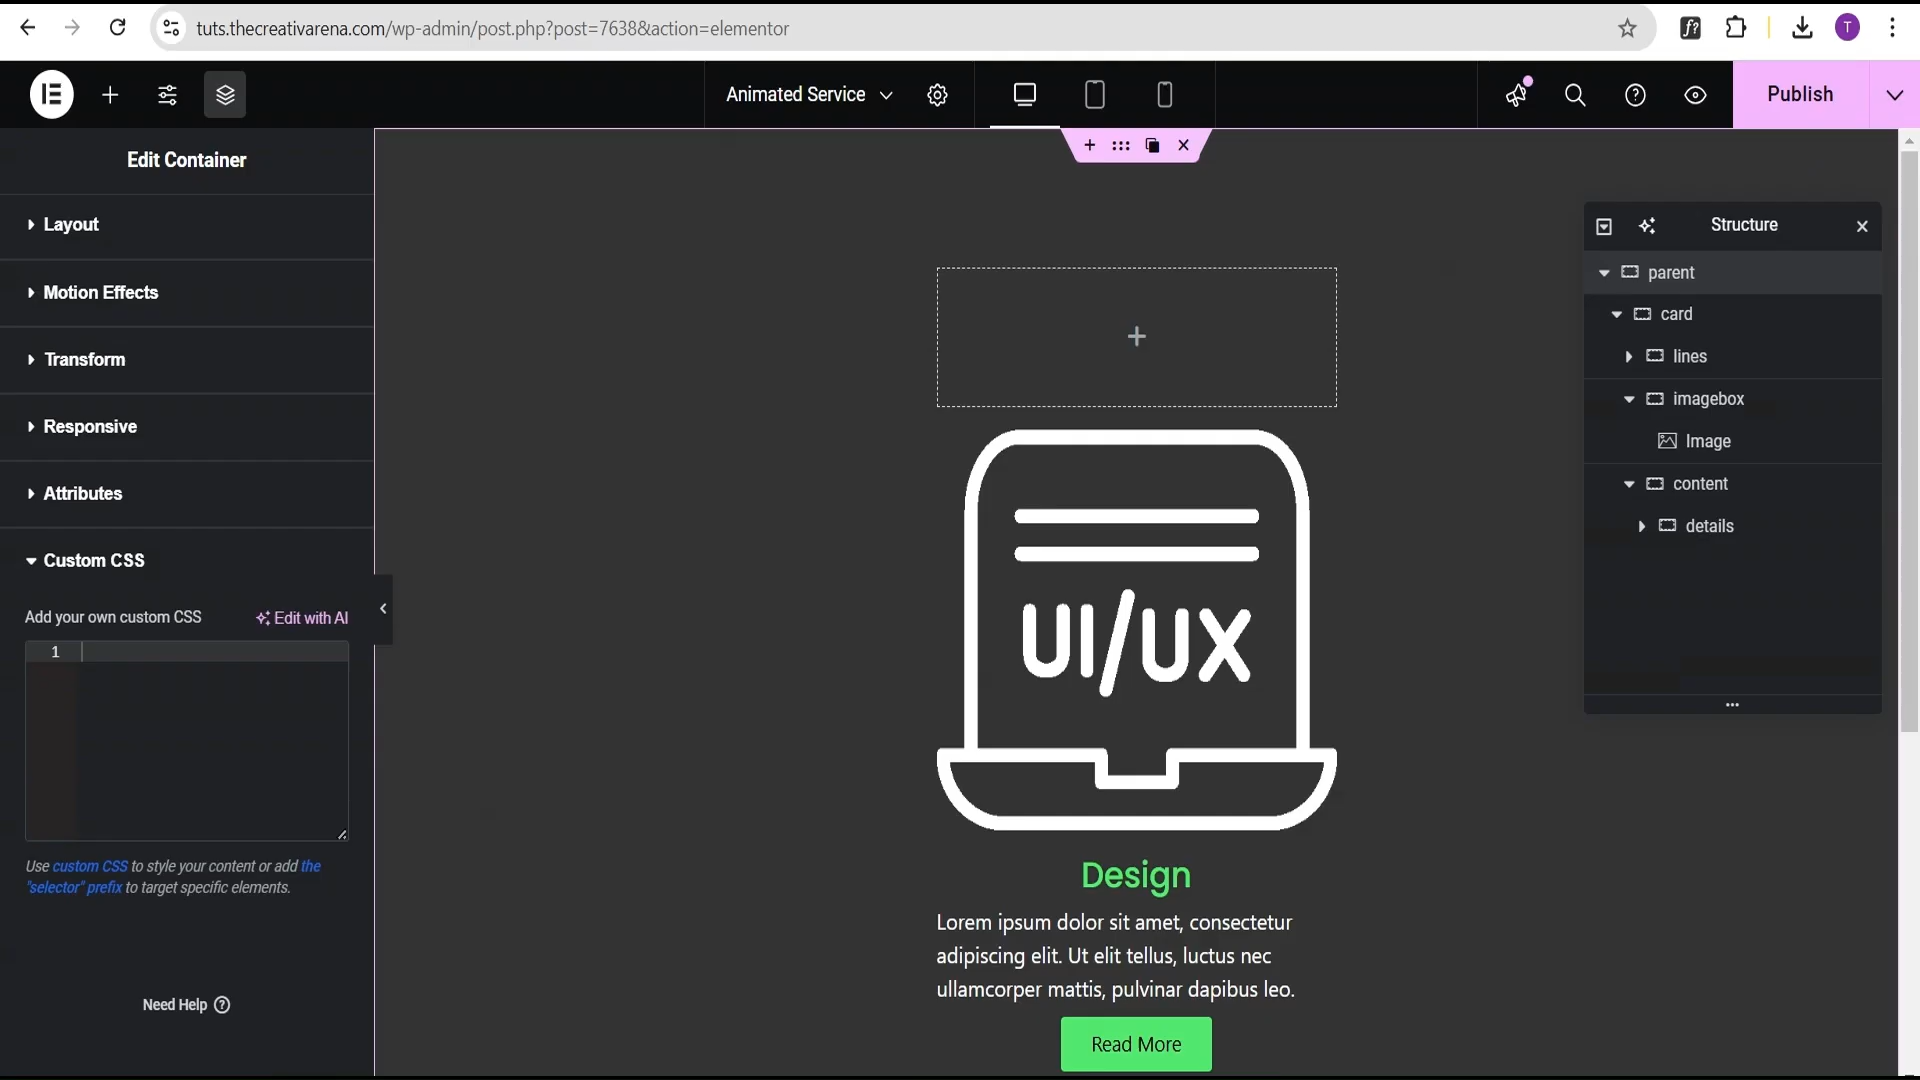 tuts.thecreativarena.com/wp-admin/post.php?post=7638&action=elementor
f?
T
Animated Service
Publish
Edit Container
Layout
Motion Effects
Transform
Responsive
Attributes
Custom CSS
Add your own custom CSS
Edit with AI
1
Use custom CSS to style your content or add the
"selector" prefix to target specific elements.
Need Help
UI/UX
Design
Lorem ipsum dolor sit amet, consectetur
adipiscing elit. Ut elit tellus, luctus nec
ullamcorper mattis, pulvinar dapibus leo.
Read More
Structure
parent
card
lines
imagebox
Image
content
details